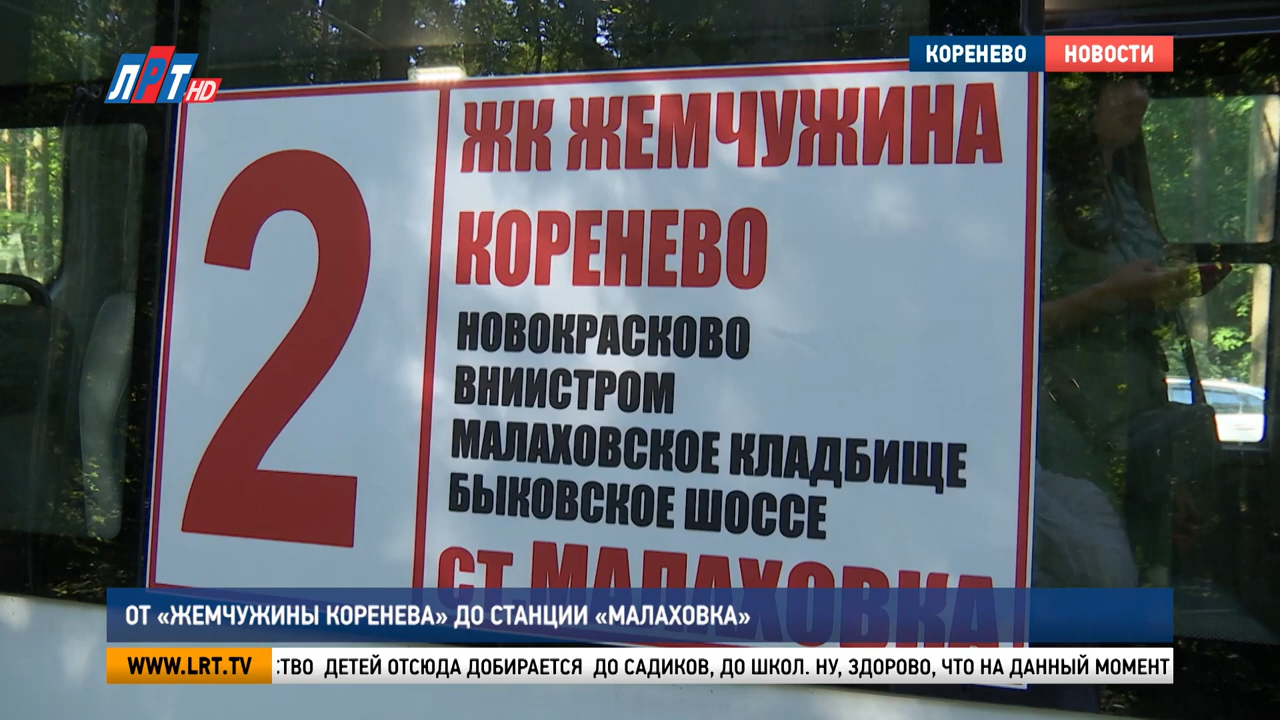 ЛРТ HD
КОРЕНЕВО НОВОСТИ
2
ЖК ЖЕМЧУЖИНА
КОРЕНЕВО
НОВОКРАСКОВО
ВНИИСТРОМ
МАЛАХОВСКОЕ КЛАДБИЩЕ
БЫКОВСКОЕ ШОССЕ
СТ.МАЛАХОВКА
ОТ «ЖЕМЧУЖИНЫ КОРЕНЕВА» ДО СТАНЦИИ «МАЛАХОВКА»
WWW.LRT.TV
СТВО ДЕТЕЙ ОТСЮДА ДОБИРАЕТСЯ ДО САДИКОВ, ДО ШКОЛ. НУ, ЗДОРОВО, ЧТО НА ДАННЫЙ МОМЕНТ